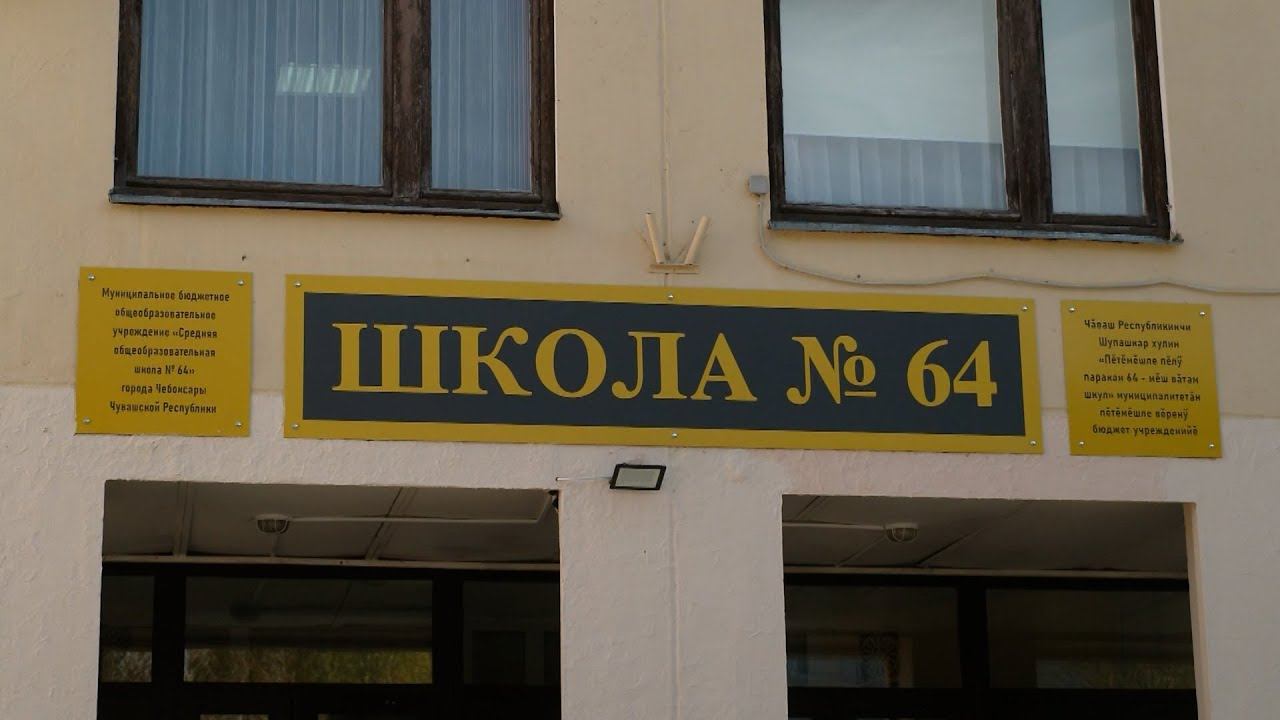 Муниципальное бюджетное
общеобразовательное
учреждение «Средняя
общеобразовательная
школа № 64»
города Чебоксары
Чувашской Республики
ШКОЛА № 64
Чӑваш Республикинчи
Шупашкар хулин
«Пӗтӗмӗшле пӗлӳ
паракан 64 - мӗш вӑтам
шкул» муниципалитетӑн
пӗтӗмӗшле вӗренӳ
бюджет учрежденийӗ